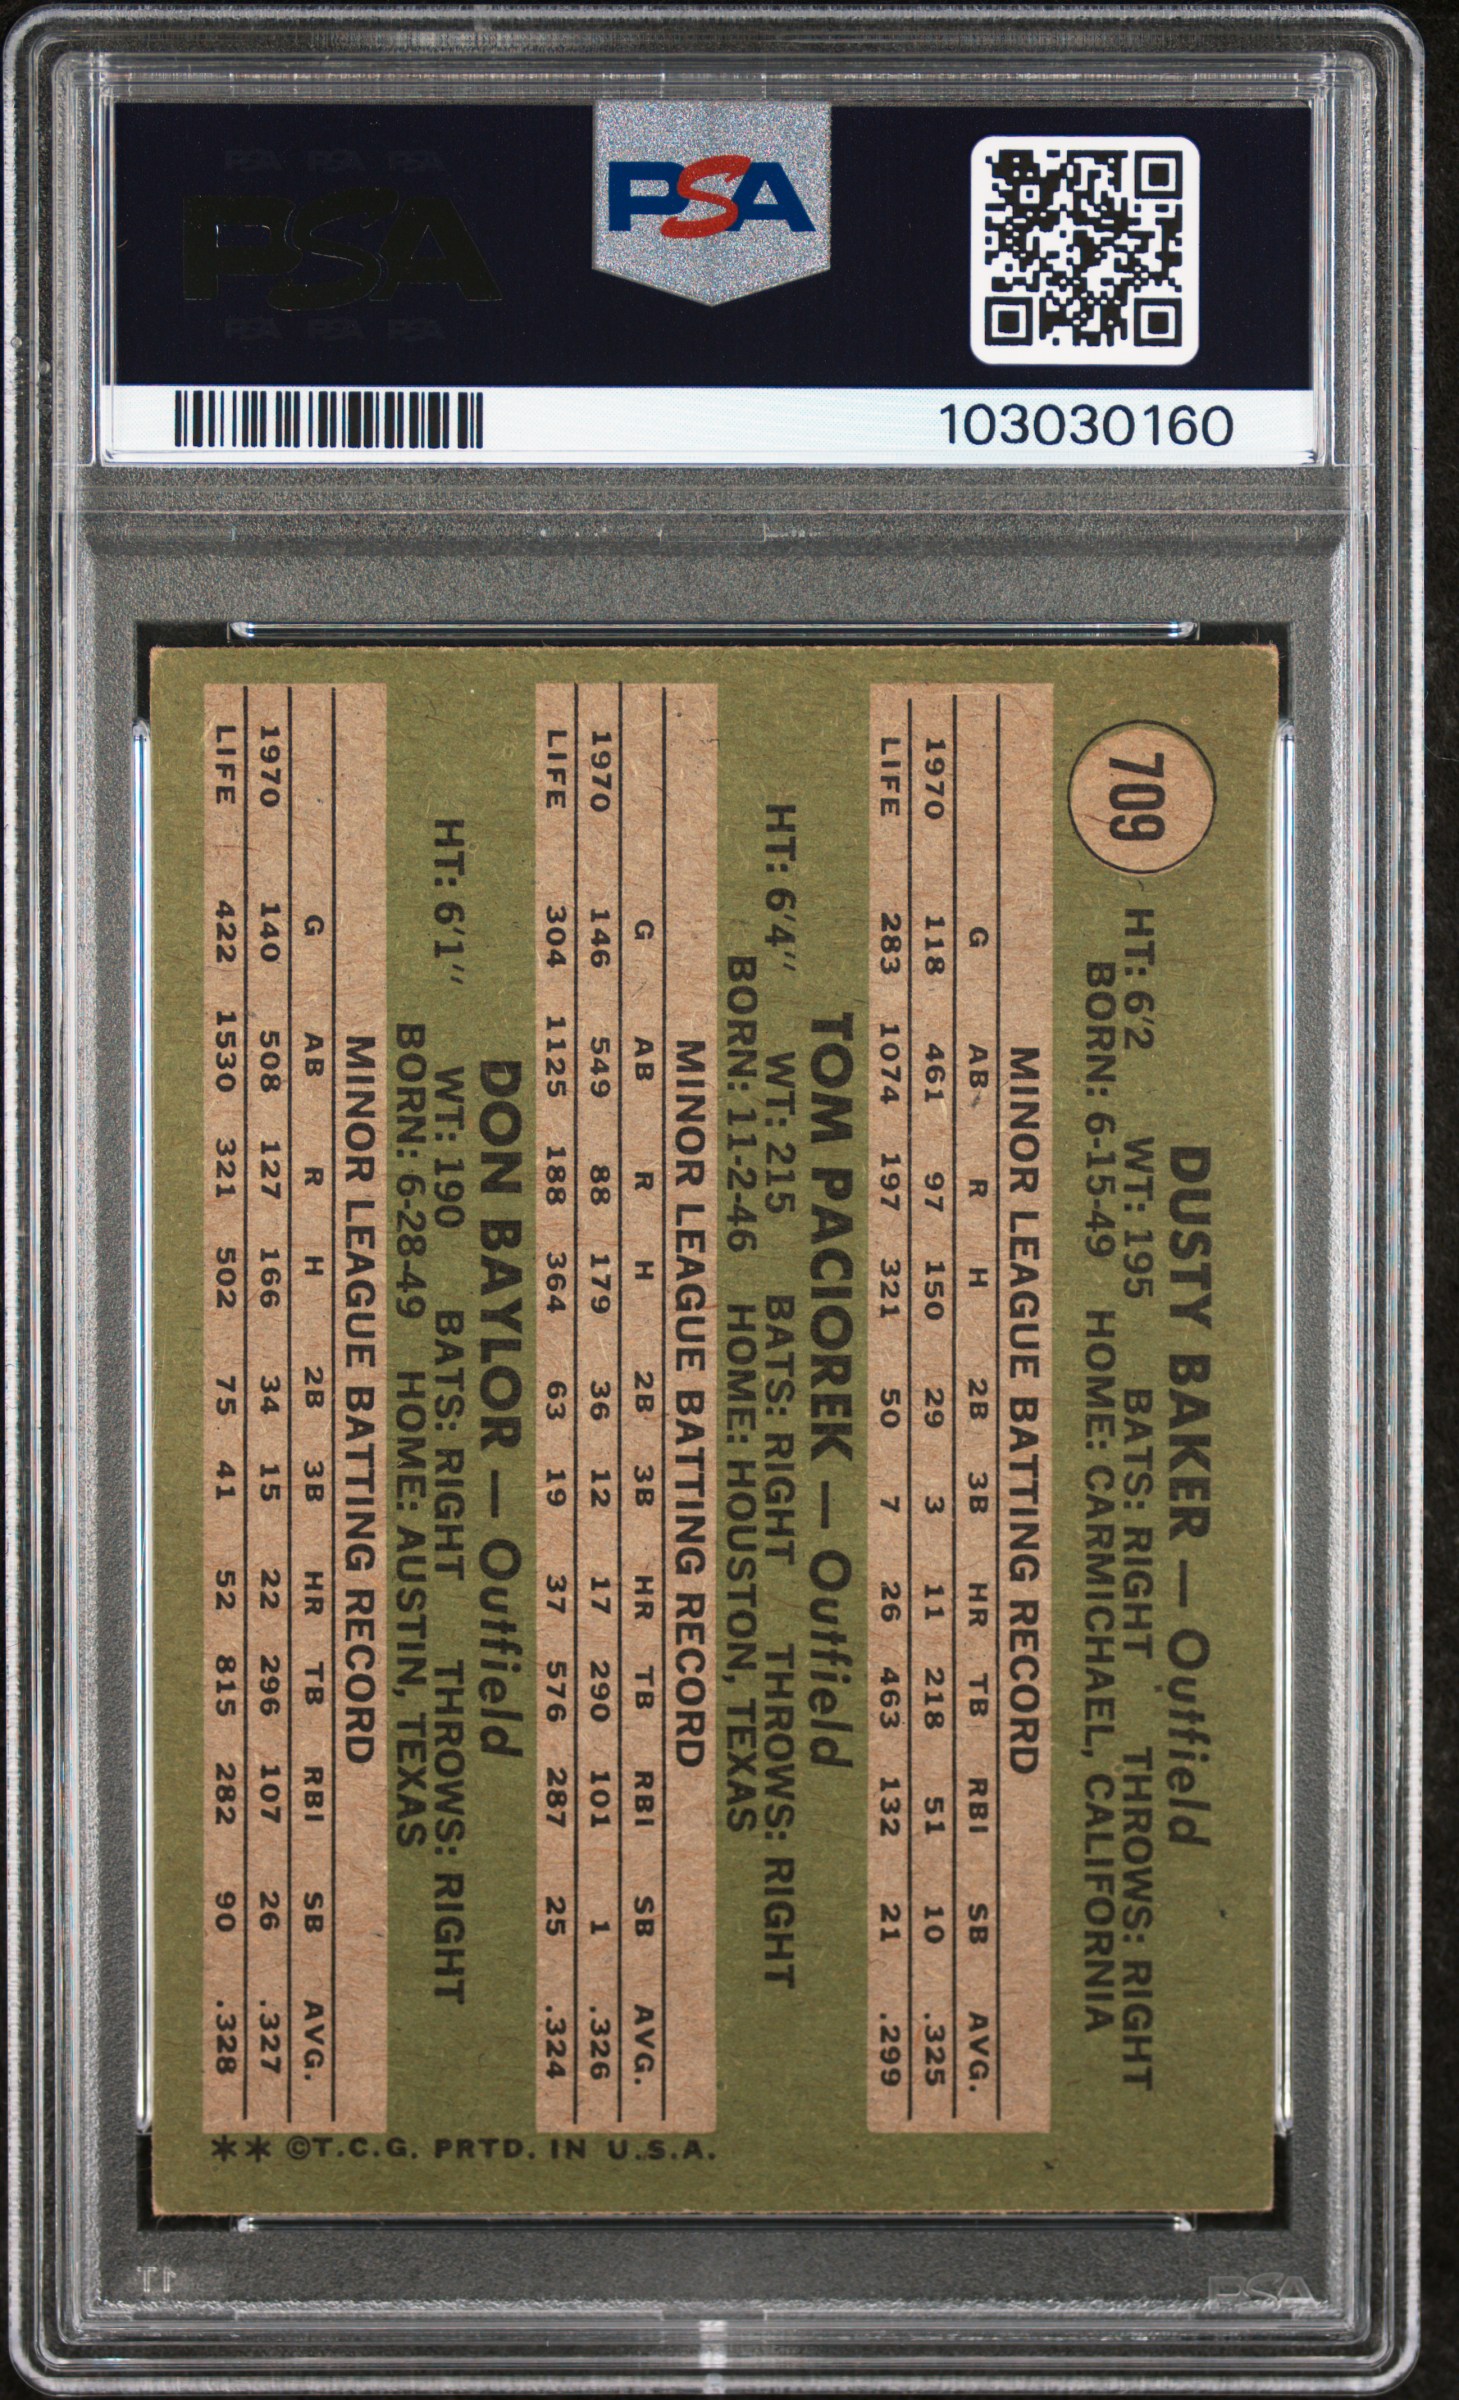 PSA PSA PSA
PSA
PSA PSA PSA
PSA
103030160
709
DUSTY BAKER — Outfield
HT: 6'2 WT: 195 BATS: RIGHT THROWS: RIGHT
BORN: 6-15-49 HOME: CARMICHAEL, CALIFORNIA
MINOR LEAGUE BATTING RECORD
G AB R H 2B 3B HR TB RBI SB AVG.
1970 118 461 97 150 29 3 11 218 51 10 .325
LIFE 283 1074 197 321 50 7 26 463 132 21 .299
TOM PACIOREK — Outfield
HT: 6'4" WT: 215 BATS: RIGHT THROWS: RIGHT
BORN: 11-2-46 HOME: HOUSTON, TEXAS
MINOR LEAGUE BATTING RECORD
G AB R H 2B 3B HR TB RBI SB AVG.
1970 146 549 88 179 36 12 17 290 101 1 .326
LIFE 304 1125 188 364 63 19 37 576 287 25 .324
DON BAYLOR — Outfield
HT: 6'1" WT: 190 BATS: RIGHT THROWS: RIGHT
BORN: 6-28-49 HOME: AUSTIN, TEXAS
MINOR LEAGUE BATTING RECORD
G AB R H 2B 3B HR TB RBI SB AVG.
1970 140 508 127 166 34 15 22 296 107 26 .327
LIFE 422 1530 321 502 75 41 52 815 282 90 .328
** ©T.C.G. PRTD. IN U.S.A.
PSA